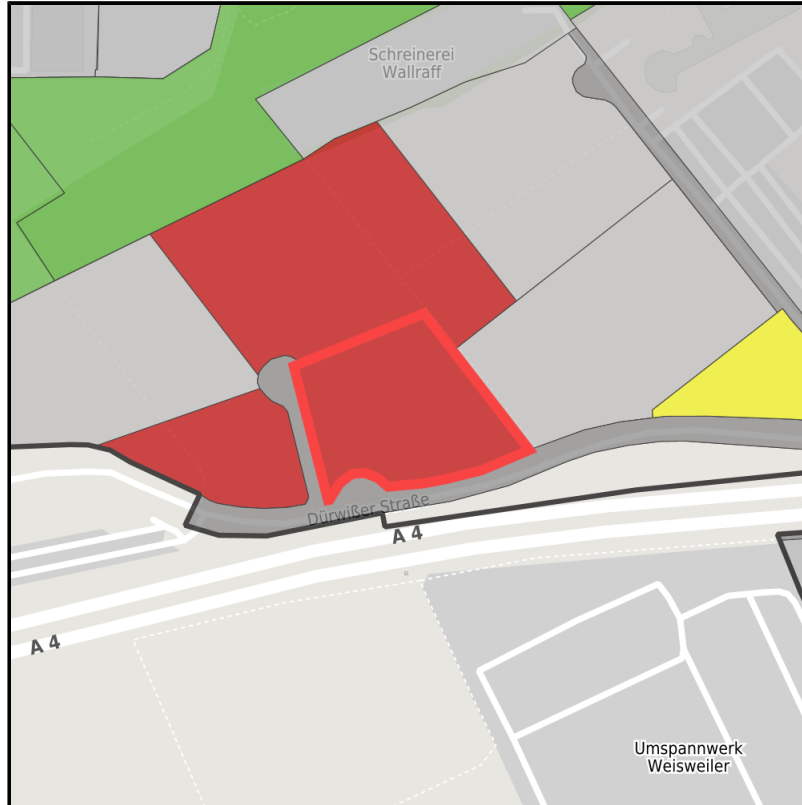 Schreinerei
Wallraff
Dürwißer Straße
A 4
A 4
Umspannwerk
Weisweiler